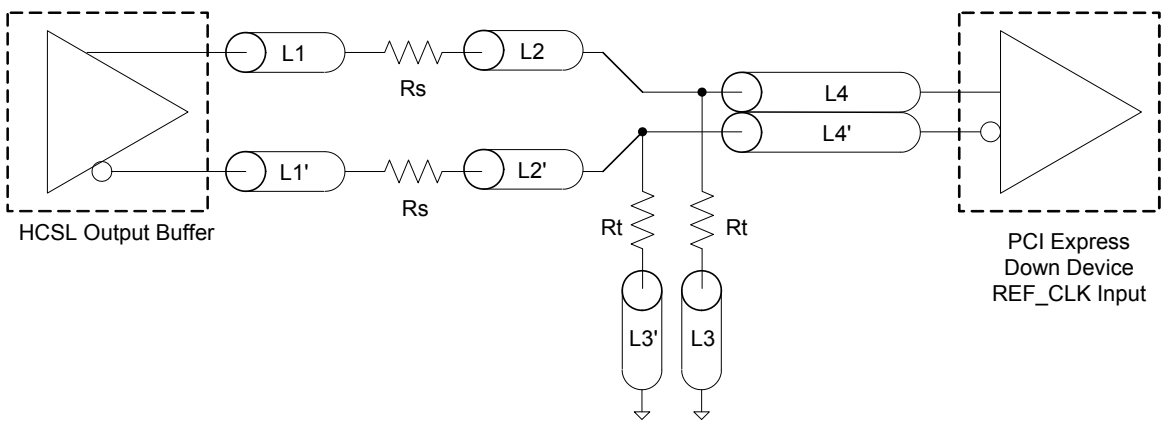 L1
Rs
L2
L4
L4'
L1'
Rs
L2'
HCSL Output Buffer
Rt
Rt
L3'
L3
PCI Express
Down Device
REF_CLK Input